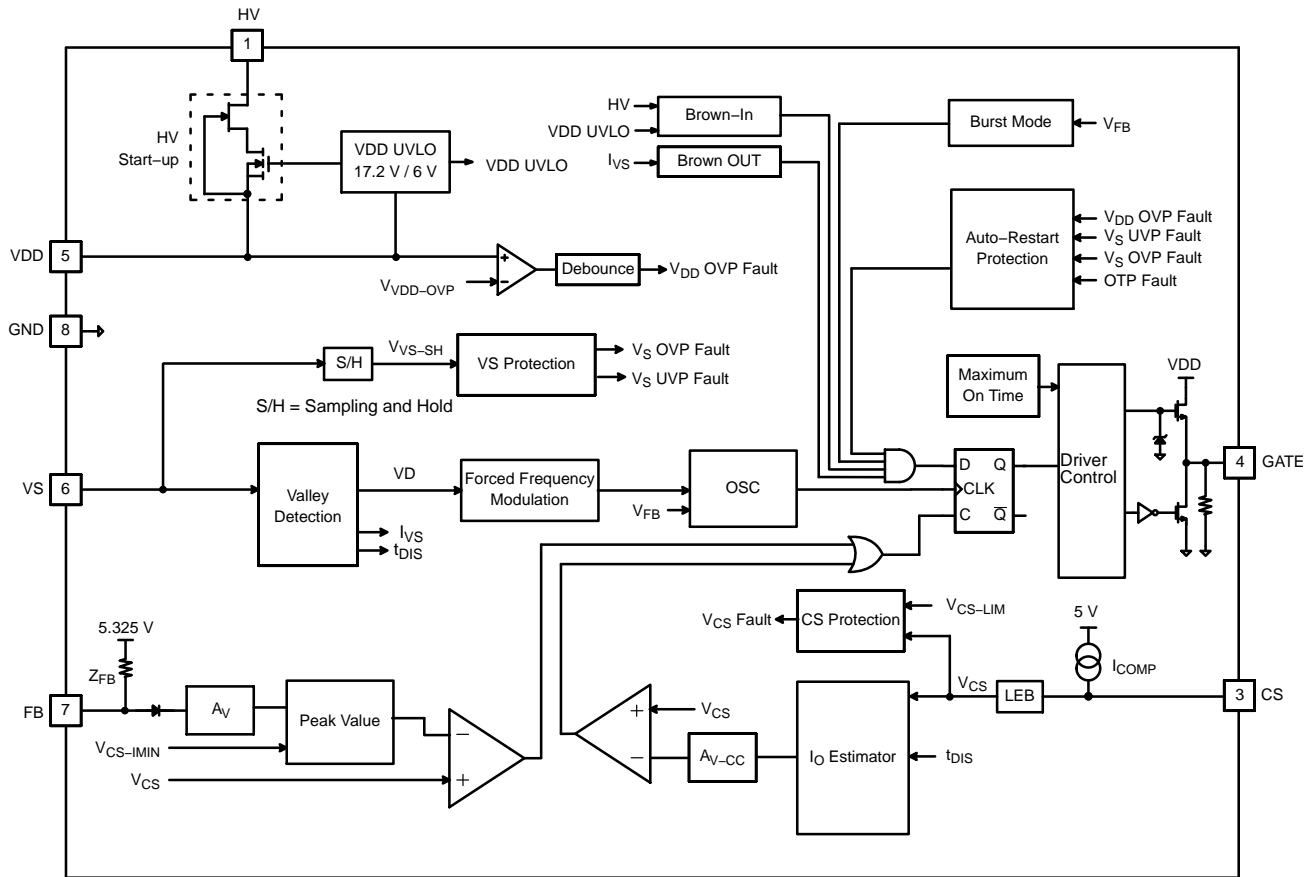 HV
1
HV
Start−up
VDD UVLO
17.2 V / 6 V
VDD UVLO
HV
VDD UVLO
Brown−In
IVS
Brown OUT
Burst Mode
VFB
Auto−Restart
Protection
VDD OVP Fault
VS UVP Fault
VS OVP Fault
OTP Fault
VDD
5
VVDD−OVP
+
−
Debounce
VDD OVP Fault
GND
8
S/H
VVS−SH
VS Protection
VS OVP Fault
VS UVP Fault
S/H = Sampling and Hold
Maximum
On Time
VDD
VS
6
Valley
Detection
VD
IVS
tDIS
Forced Frequency
Modulation
VFB
OSC
D
Q
CLK
C
Q
Driver
Control
4
GATE
5.325 V
ZFB
FB
7
AV
VCS−IMIN
Peak Value
VCS
−
+
+
−
VCS
AV−CC
VCS Fault
CS Protection
VCS−LIM
IO Estimator
VCS
tDIS
LEB
5 V
ICOMP
3
CS